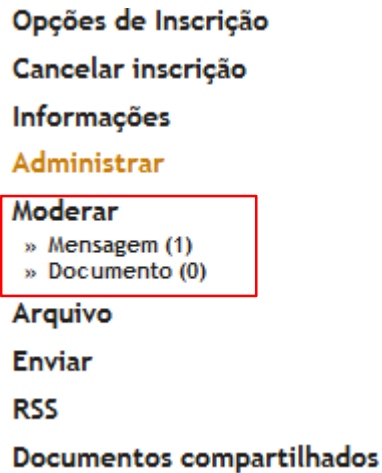 Opções de Inscrição
Cancelar inscrição
Informações
Administrar
Moderar
» Mensagem (1)
» Documento (0)
Arquivo
Enviar
RSS
Documentos compartilhados